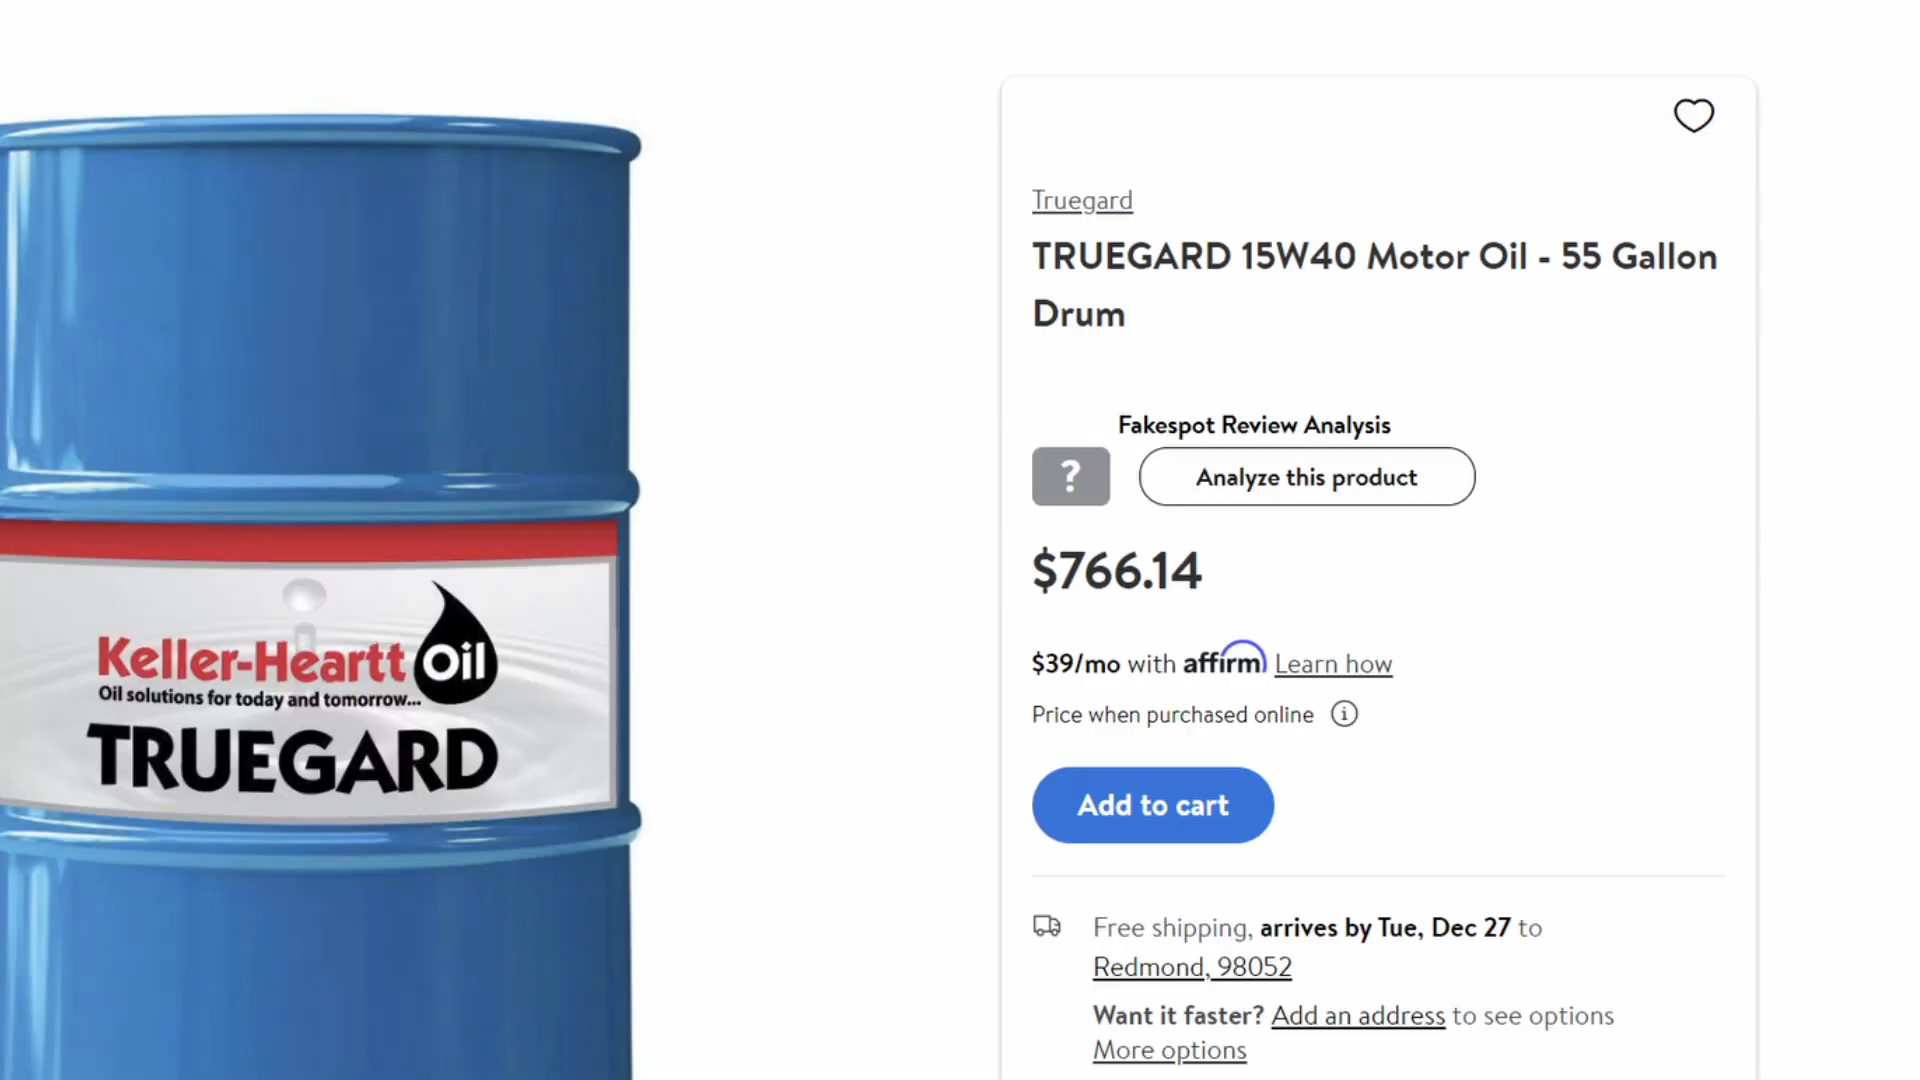 Keller-Heartt Oil
Oil solutions for today and tomorrow...
TRUEGARD
Truegard
TRUEGARD 15W40 Motor Oil - 55 Gallon
Drum
Fakespot Review Analysis
?
Analyze this product
$766.14
$39/mo with affirm Learn how
Price when purchased online
Add to cart
Free shipping, arrives by Tue, Dec 27 to
Redmond, 98052
Want it faster? Add an address to see options
More options